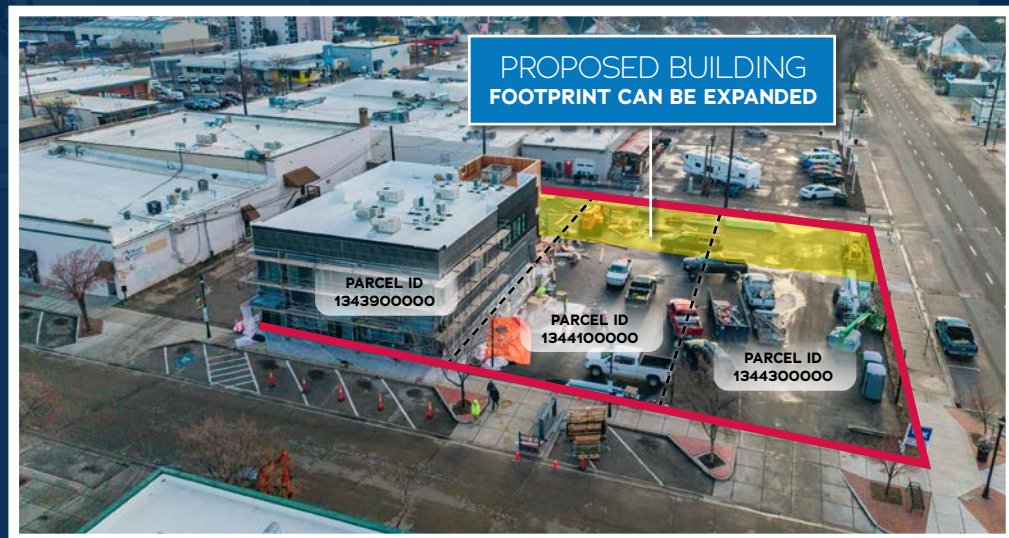 PROPOSED BUILDING
FOOTPRINT CAN BE EXPANDED
PARCEL ID
1343900000
PARCEL ID
1344100000
PARCEL ID
1344300000